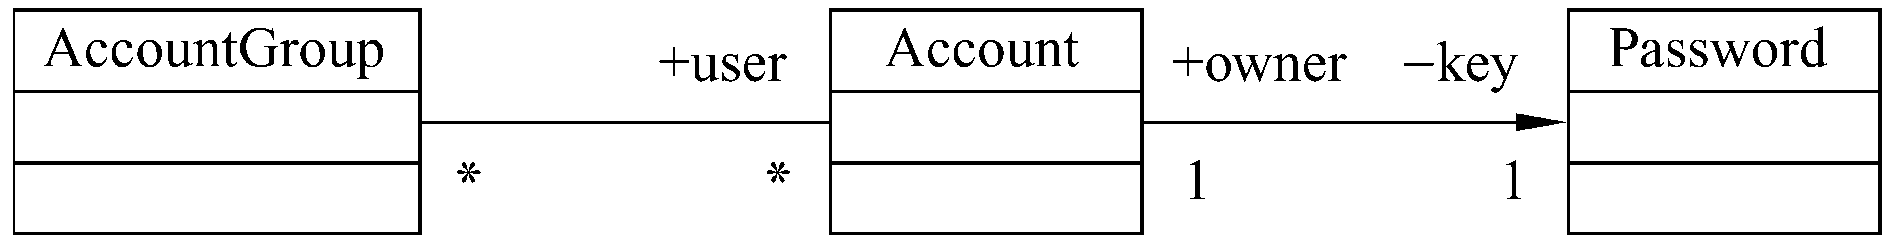 AccountGroup
+user
Account
+owner
−key
Password
*
*
1
1